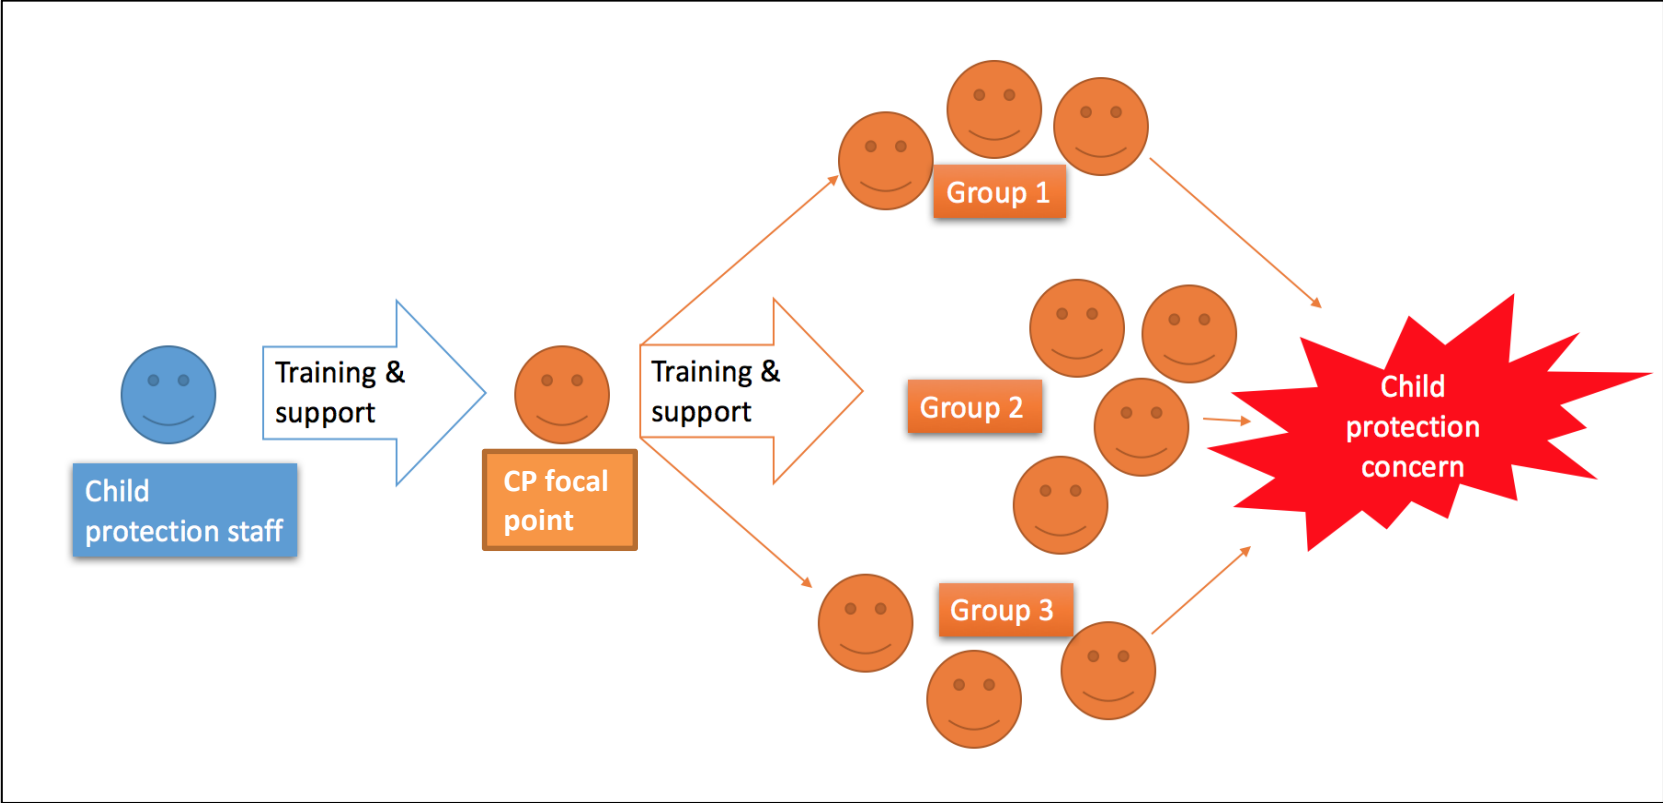 Child
protection staff
Training &
support
CP focal
point
Training &
support
Group 1
Group 2
Group 3
Child
protection
concern